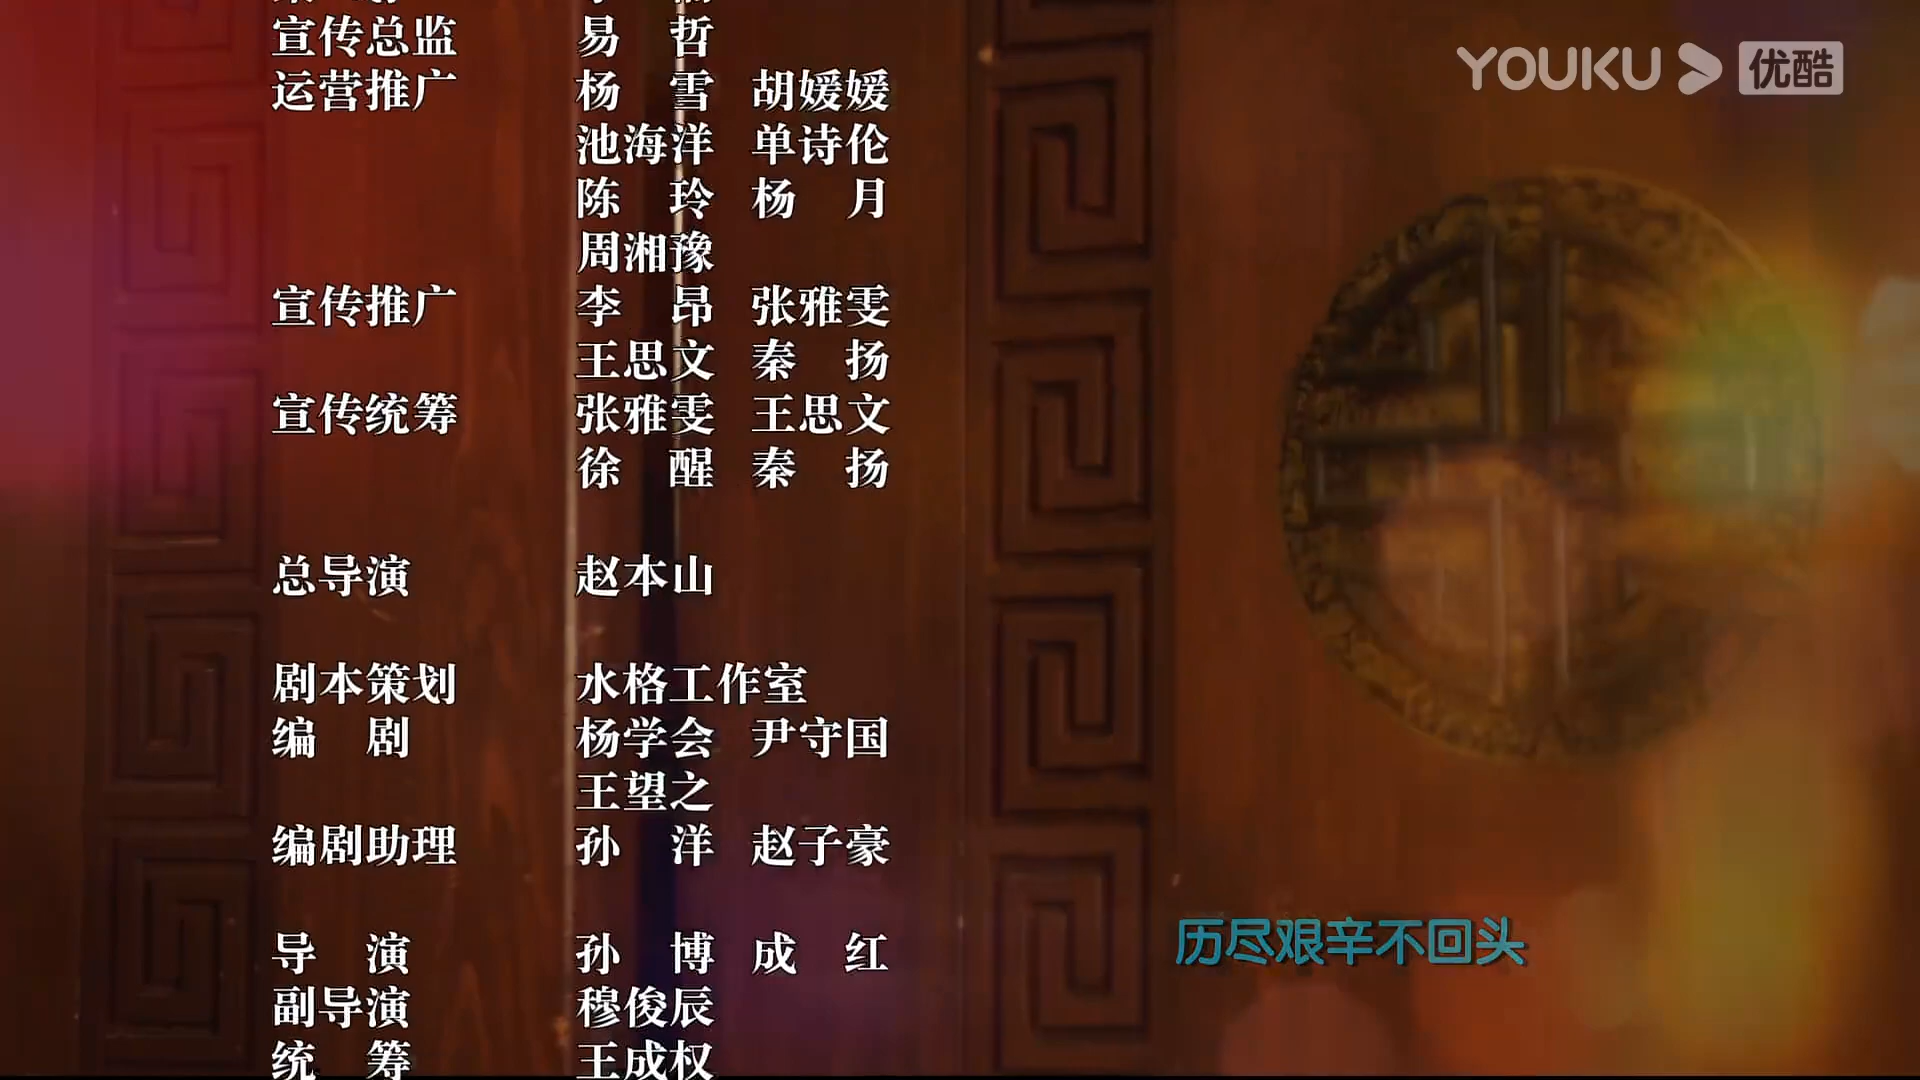 宣传总监 易 哲
运营推广 杨 雪 胡媛媛
池海洋 单诗伦
陈 玲 杨 月
周湘豫
宣传推广 李 昂 张雅雯
王思文 秦 扬
宣传统筹 张雅雯 王思文
徐 醒 秦 扬
总导演 赵本山
剧本策划 水格工作室
编 剧 杨学会 尹守国
王望之
编剧助理 孙 洋 赵子豪
导 演 孙 博 成 红
副导演 穆俊辰
统 筹 王成权
YOUKU 优酷
历尽艰辛不回头